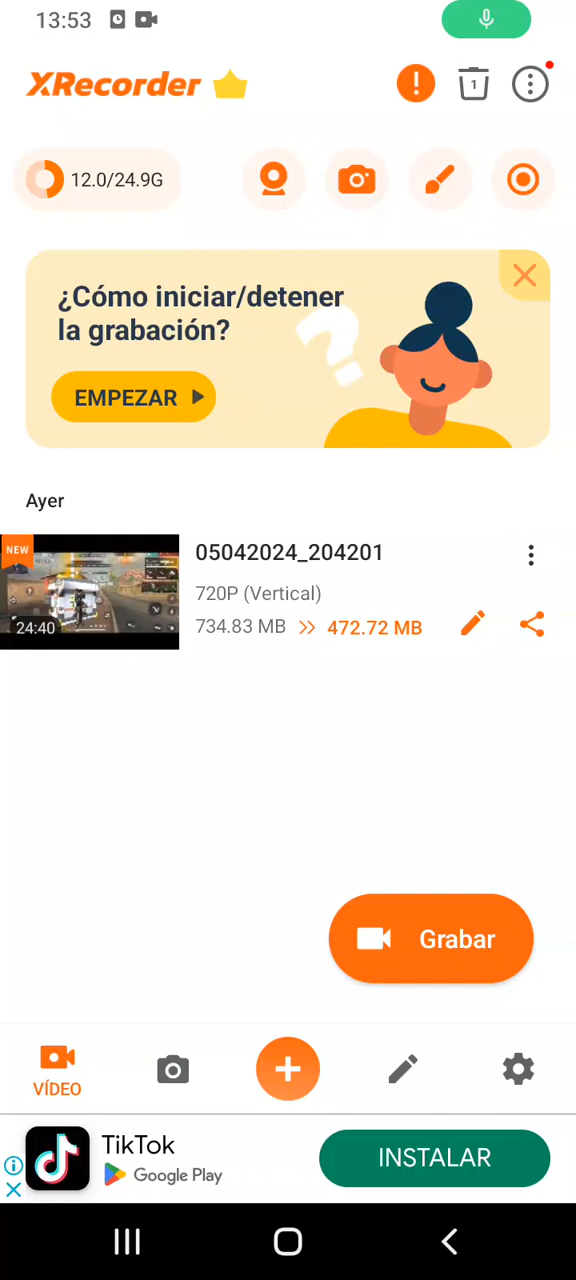 13:53
XRecorder
1
12.0/24.9G
¿Cómo iniciar/detener
la grabación?
EMPEZAR
Ayer
NEW
24:40
05042024_204201
720P (Vertical)
734.83 MB >> 472.72 MB
Grabar
VÍDEO
TikTok
Google Play
INSTALAR